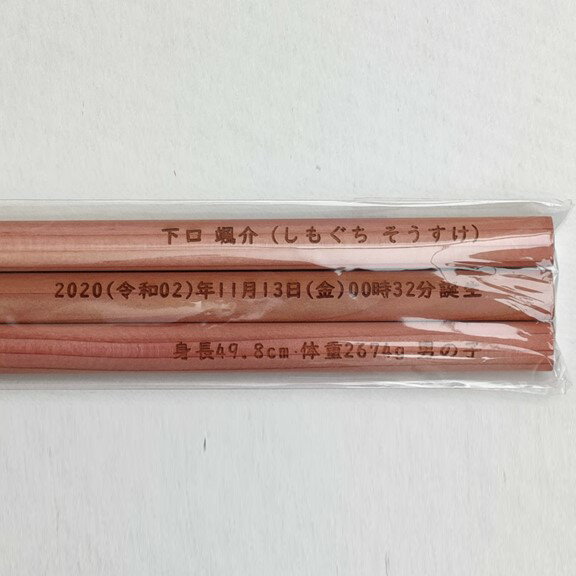 下口 颯介 (しもぐち そうすけ)
2020(令和02)年11月13日(金)00時32分誕生
身長49.8cm·体重2674g 男の子